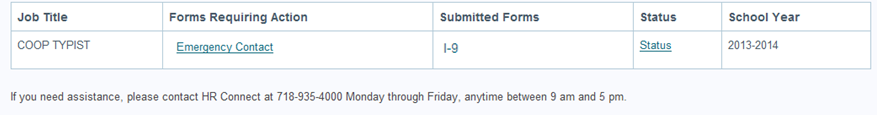 Job Title Forms Requiring Action Submitted Forms Status School Year
COOP TYPIST Emergency Contact I-9 Status 2013-2014
If you need assistance, please contact HR Connect at 718-935-4000 Monday through Friday, anytime between 9 am and 5 pm.